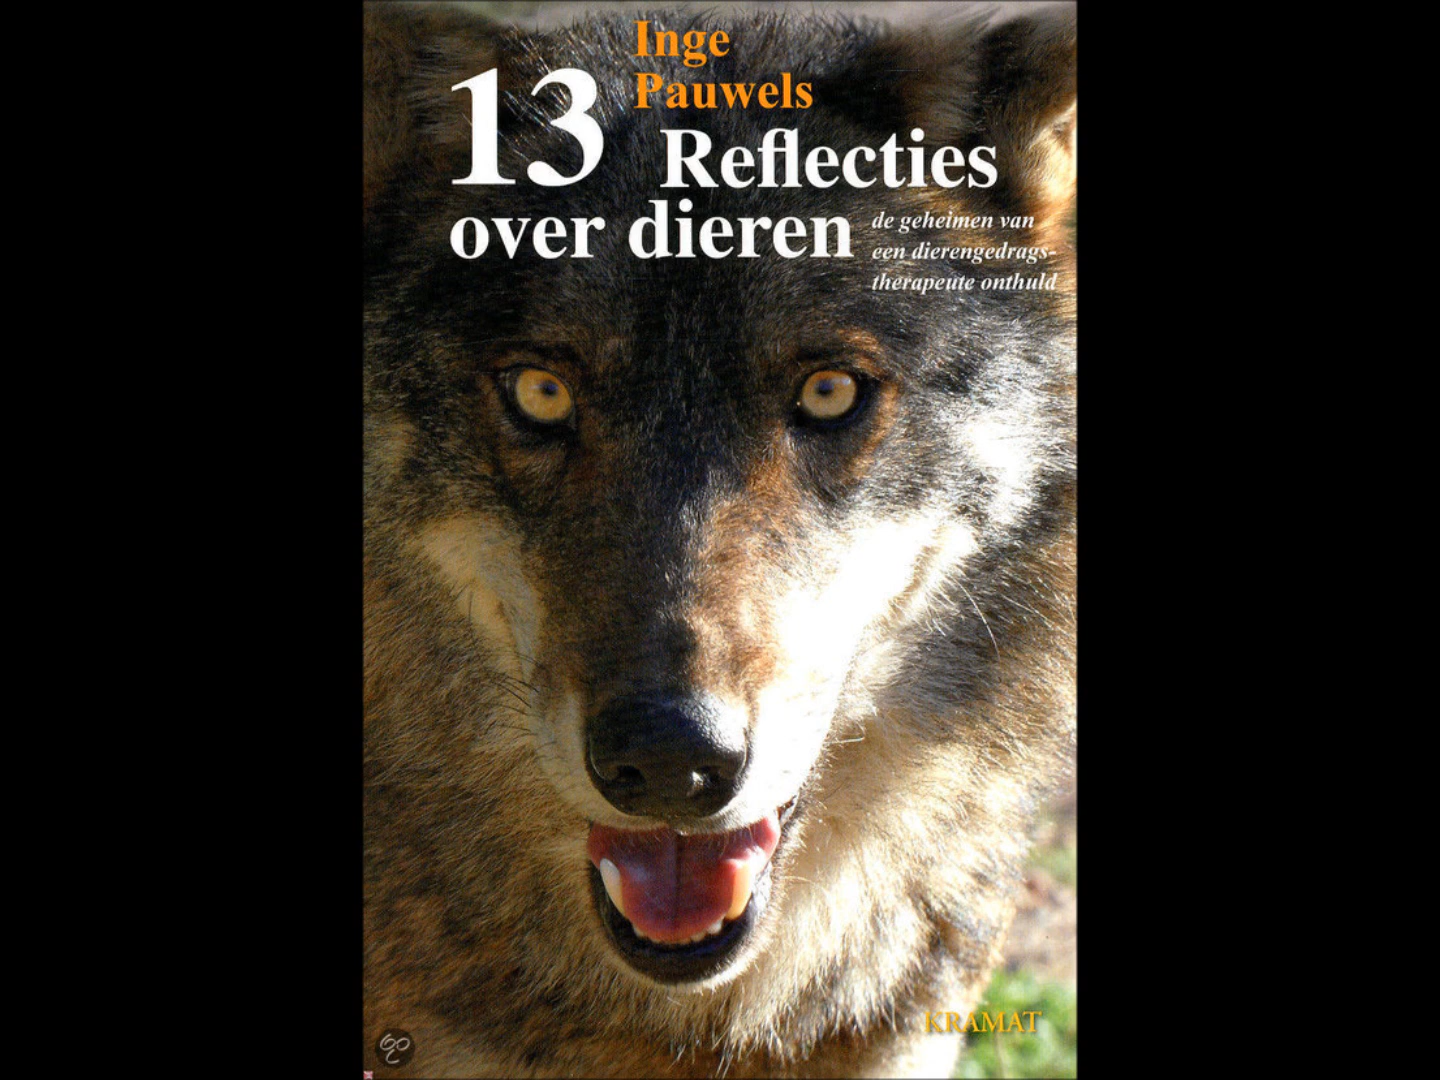 Inge
Pauwels
13 Reflecties
over dieren
de geheimen van
een dierengedrags-
therapeute onthuld
KRAMAT